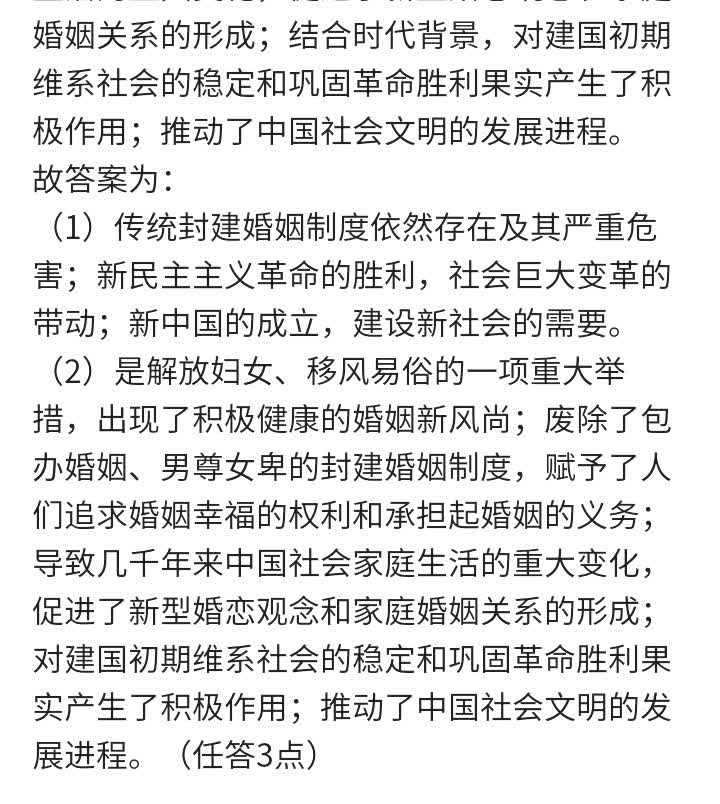 婚姻关系的形成；结合时代背景，对建国初期
维系社会的稳定和巩固革命胜利果实产生了积
极作用；推动了中国社会文明的发展进程。
故答案为：
（1）传统封建婚姻制度依然存在及其严重危
害；新民主主义革命的胜利，社会巨大变革的
带动；新中国的成立，建设新社会的需要。
（2）是解放妇女、移风易俗的一项重大举
措，出现了积极健康的婚姻新风尚；废除了包
办婚姻、男尊女卑的封建婚姻制度，赋予了人
们追求婚姻幸福的权利和承担起婚姻的义务；
导致几千年来中国社会家庭生活的重大变化，
促进了新型婚恋观念和家庭婚姻关系的形成；
对建国初期维系社会的稳定和巩固革命胜利果
实产生了积极作用；推动了中国社会文明的发
展进程。（任答3点）